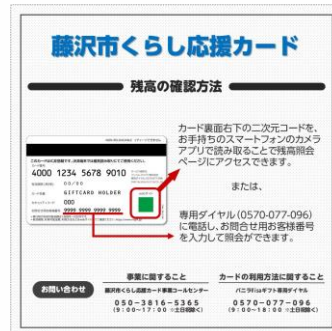 藤沢市くらし応援カード
残高の確認方法
カード裏面右下の二次元コードを、
お手持ちのスマートフォンのカメラ
アプリで読み取ることで残高照会
ページにアクセスできます。
または、
専用ダイヤル(0570-077-096)
に電話し、お問合せ用お客様番号
を入力して照会ができます。
4000 1234 5678 9010
00/00
GIFTCARD HOLDER
000
9999 9999 9999 9999
お問い合わせ
事業に関すること
藤沢市くらし応援カード事業コールセンター
050-3816-5365
(9:00~17:00 ※土日祝除く)
カードの利用方法に関すること
バニラVisaギフト専用ダイヤル
0570-077-096
(9:00~18:00 ※土日祝除く)